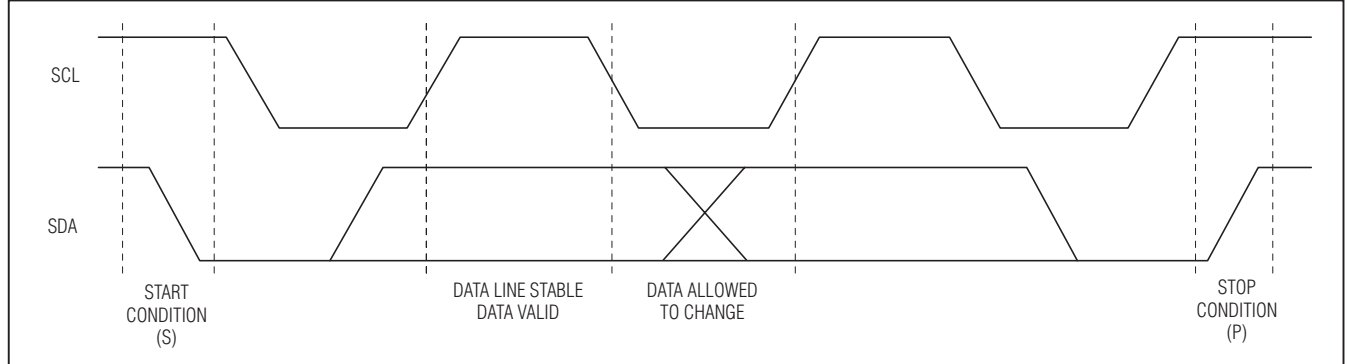 SCL
SDA
START
CONDITION
(S)
DATA LINE STABLE
DATA VALID
DATA ALLOWED
TO CHANGE
STOP
CONDITION
(P)